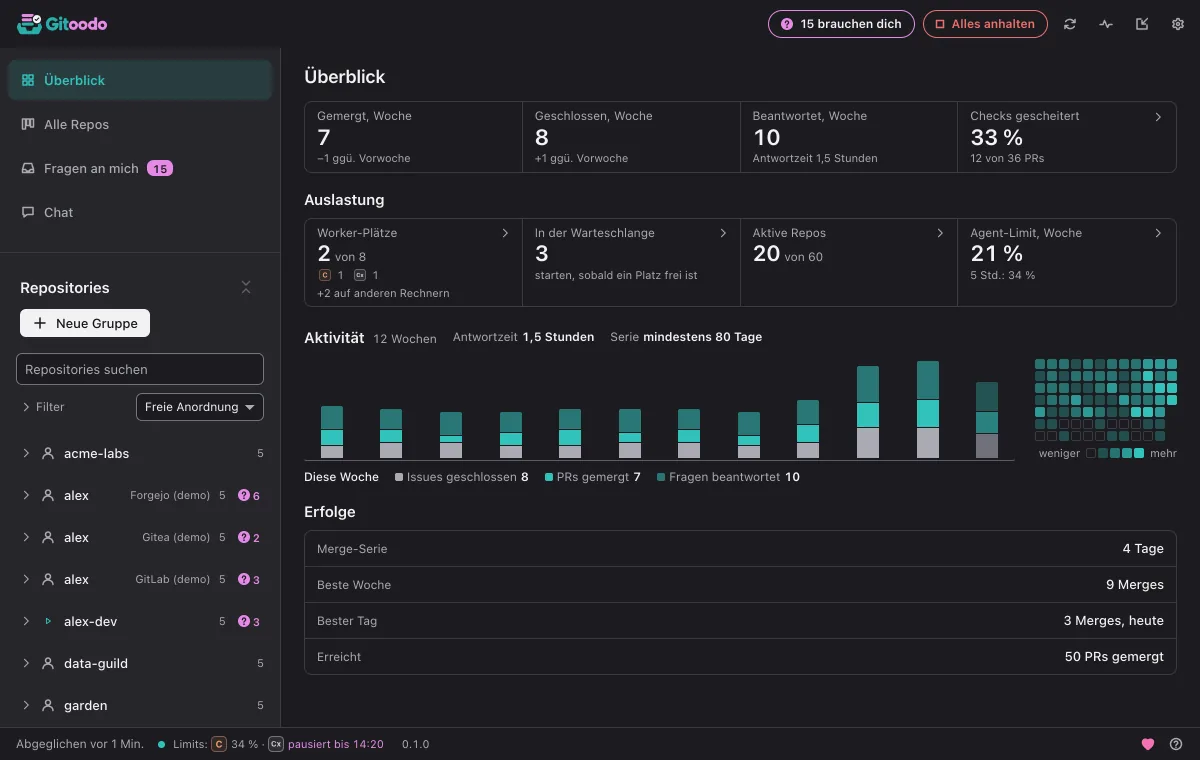 Gitoodo
15 brauchen dich
Alles anhalten
Überblick
Alle Repos
Fragen an mich 15
Chat
Repositories
Neue Gruppe
Repositories suchen
Filter
Freie Anordnung
acme-labs 5
alex Forgejo (demo) 5 ? 6
alex Gitea (demo) 5 ? 2
alex GitLab (demo) 5 ? 3
alex-dev 5 ? 3
data-guild 5
garden 5
Überblick
Gemergt, Woche
7
−1 ggü. Vorwoche
Geschlossen, Woche
8
+1 ggü. Vorwoche
Beantwortet, Woche
10
Antwortzeit 1,5 Stunden
Checks gescheitert
33 %
12 von 36 PRs
Auslastung
Worker-Plätze
2 von 8
C 1 Cx 1
+2 auf anderen Rechnern
In der Warteschlange
3
starten, sobald ein Platz frei ist
Aktive Repos
20 von 60
Agent-Limit, Woche
21 %
5 Std.: 34 %
Aktivität 12 Wochen Antwortzeit 1,5 Stunden Serie mindestens 80 Tage
weniger mehr
Diese Woche Issues geschlossen 8 PRs gemergt 7 Fragen beantwortet 10
Erfolge
Merge-Serie 4 Tage
Beste Woche 9 Merges
Bester Tag 3 Merges, heute
Erreicht 50 PRs gemergt
Abgeglichen vor 1 Min. Limits: C 34 % · Cx pausiert bis 14:20 0.1.0